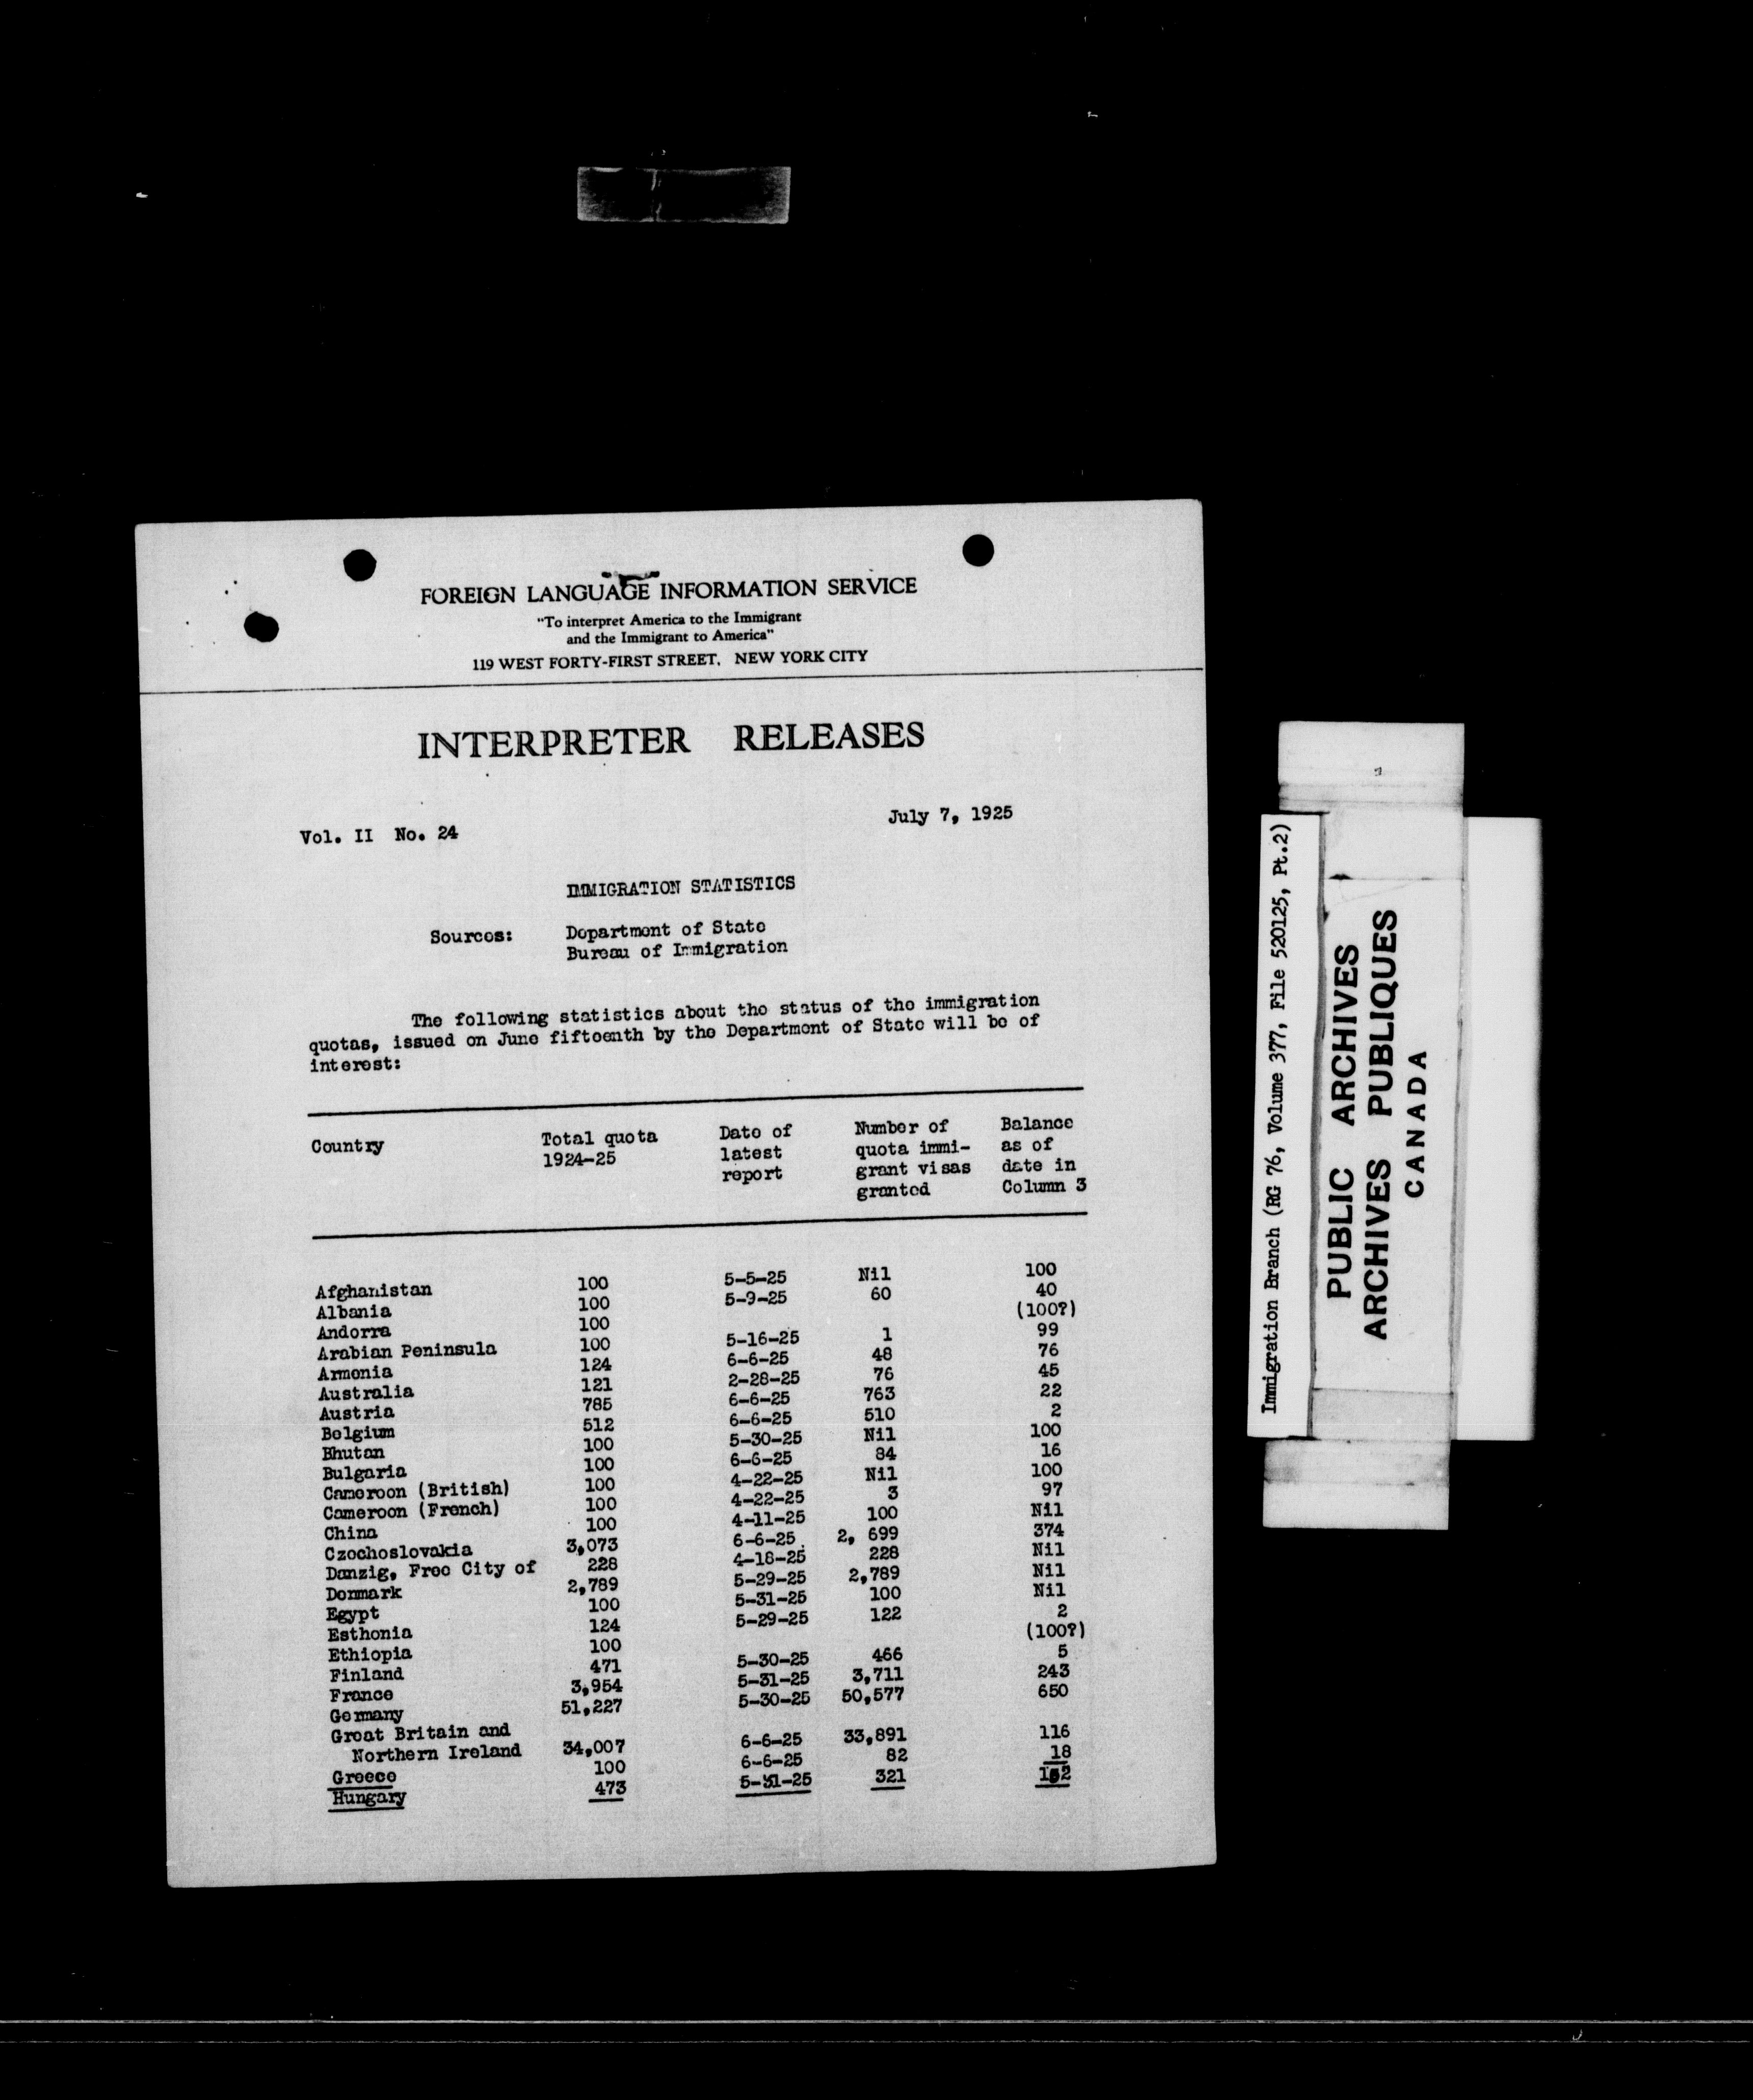 FOREIGN LANGUAGE INFORMATION SERVICE
"To interpret America to the Immigrant
and the Immigrant to America"
119 WEST FORTY-FIRST STREET, NEW YORK CITY
INTERPRETER RELEASES
July 7, 1925
Vol. II No. 24
IMMIGRATION STATISTICS
Sources: Department of State
Bureau of Immigration
The following statistics about the status of the immigration
quotas, issued on June fifteenth by the Department of State will be of
interest:
Country Total quota 1924-25 Date of latest report Number of quota immi-grant visas granted Balance as of date in Column 3
Afghanistan 100 5-5-25 Nil 100
Albania 100 5-9-25 60 40
Andorra 100 (100?)
Arabian Peninsula 100 5-16-25 1 99
Armenia 124 6-6-25 48 76
Australia 121 2-28-25 76 45
Austria 785 6-6-25 763 22
Belgium 512 6-6-25 510 2
Bhutan 100 5-30-25 Nil 100
Bulgaria 100 6-6-25 84 16
Cameroon (British) 100 4-22-25 Nil 100
Cameroon (French) 100 4-22-25 3 97
China 100 4-11-25 100 Nil
Czechoslovakia 3,073 6-6-25 2, 699 374
Danzig, Free City of 228 4-18-25 228 Nil
Denmark 2,789 5-29-25 2,789 Nil
Egypt 100 5-31-25 100 Nil
Esthonia 124 5-29-25 122 2
Ethiopia 100 (100?)
Finland 471 5-30-25 466 5
France 3,954 5-31-25 3,711 243
Germany 51,227 5-30-25 50,577 650
Great Britain and
Northern Ireland 34,007 6-6-25 33,891 116
Greece 100 6-6-25 82 18
Hungary 473 5-31-25 321 152
Immigration Branch (RG 76, Volume 377, File 520125, Pt.2)
PUBLIC ARCHIVES
ARCHIVES PUBLIQUES
CANADA